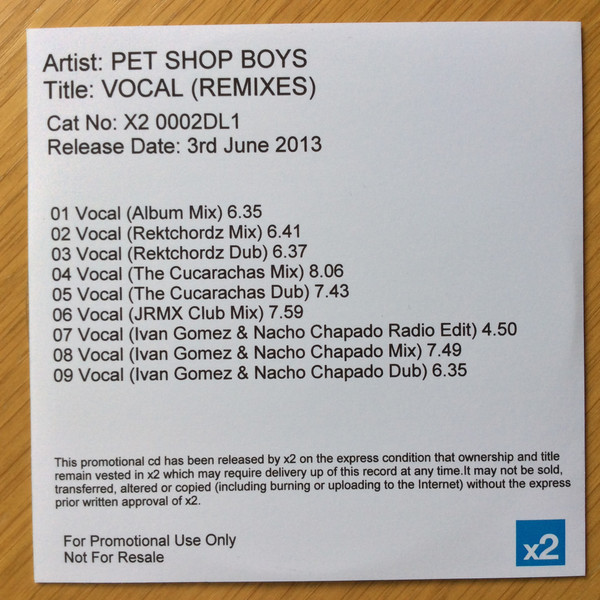 Artist: PET SHOP BOYS
Title: VOCAL (REMIXES)
Cat No: X2 0002DL1
Release Date: 3rd June 2013
01 Vocal (Album Mix) 6.35
02 Vocal (Rektchordz Mix) 6.41
03 Vocal (Rektchordz Dub) 6.37
04 Vocal (The Cucarachas Mix) 8.06
05 Vocal (The Cucarachas Dub) 7.43
06 Vocal (JRMX Club Mix) 7.59
07 Vocal (Ivan Gomez & Nacho Chapado Radio Edit) 4.50
08 Vocal (Ivan Gomez & Nacho Chapado Mix) 7.49
09 Vocal (Ivan Gomez & Nacho Chapado Dub) 6.35
This promotional cd has been released by x2 on the express condition that ownership and title
remain vested in x2 which may require delivery up of this record at any time.It may not be sold,
transferred, altered or copied (including burning or uploading to the Internet) without the express
prior written approval of x2.
For Promotional Use Only
Not For Resale
x2